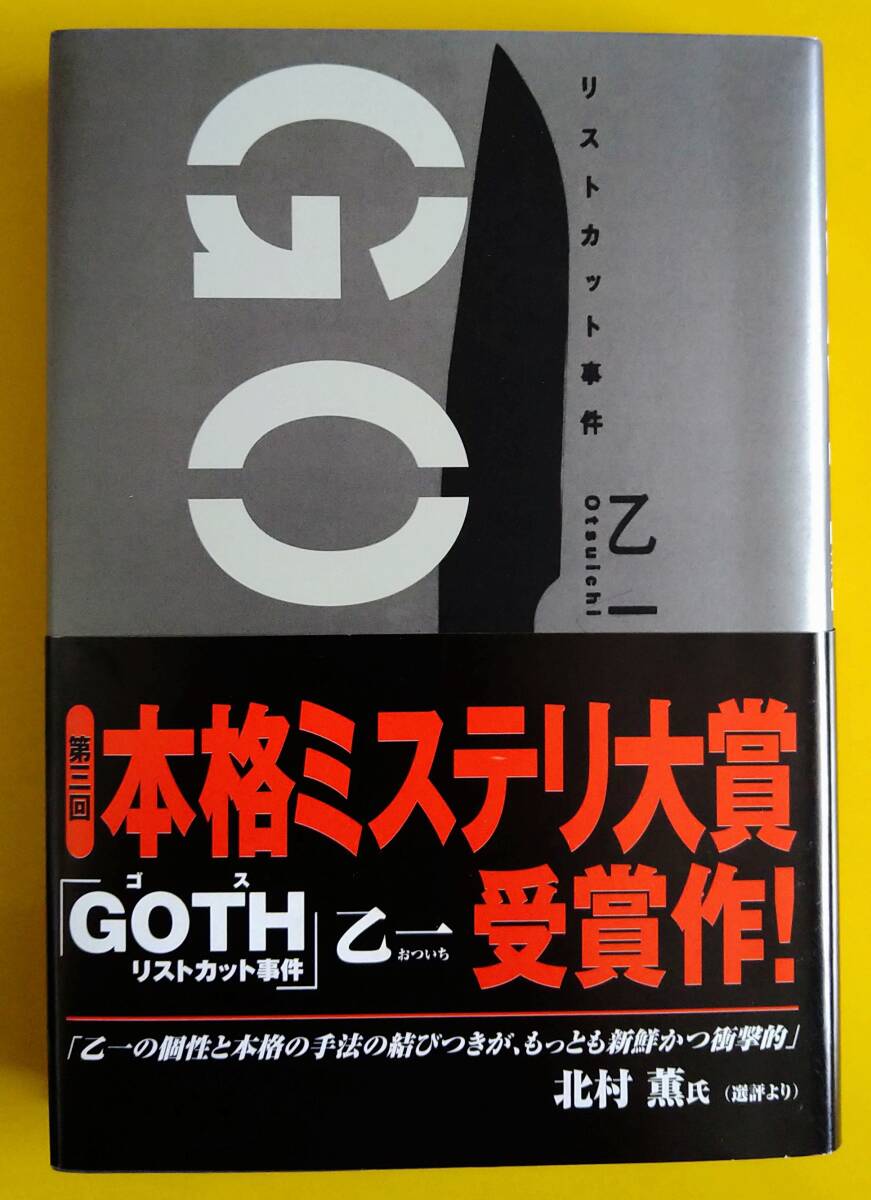 GO
リストカット事件
乙一
Otsuichi
第三回
本格ミステリ大賞
受賞作!
ゴス
「GOTH
リストカット事件」
乙一
おついち
「乙一の個性と本格の手法の結びつきが、もっとも新鮮かつ衝撃的」
北村 薫氏 (選評より)